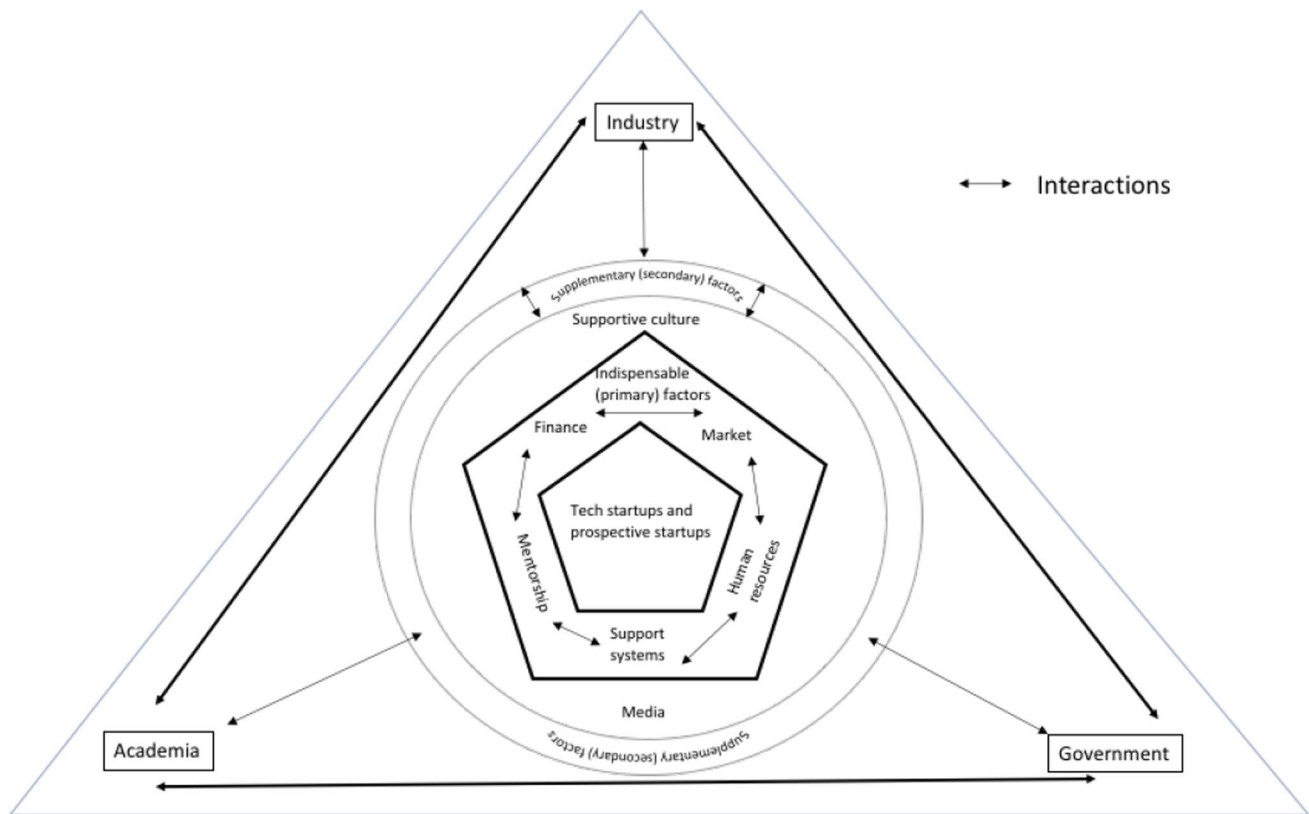 Industry
Interactions
Supplementary (secondary) factors
Supportive culture
Indispensable
(primary) factors
Finance
Market
Tech startups and
prospective startups
Mentorship
Human
resources
Support
systems
Media
Supplementary (secondary) factors
Academia
Government